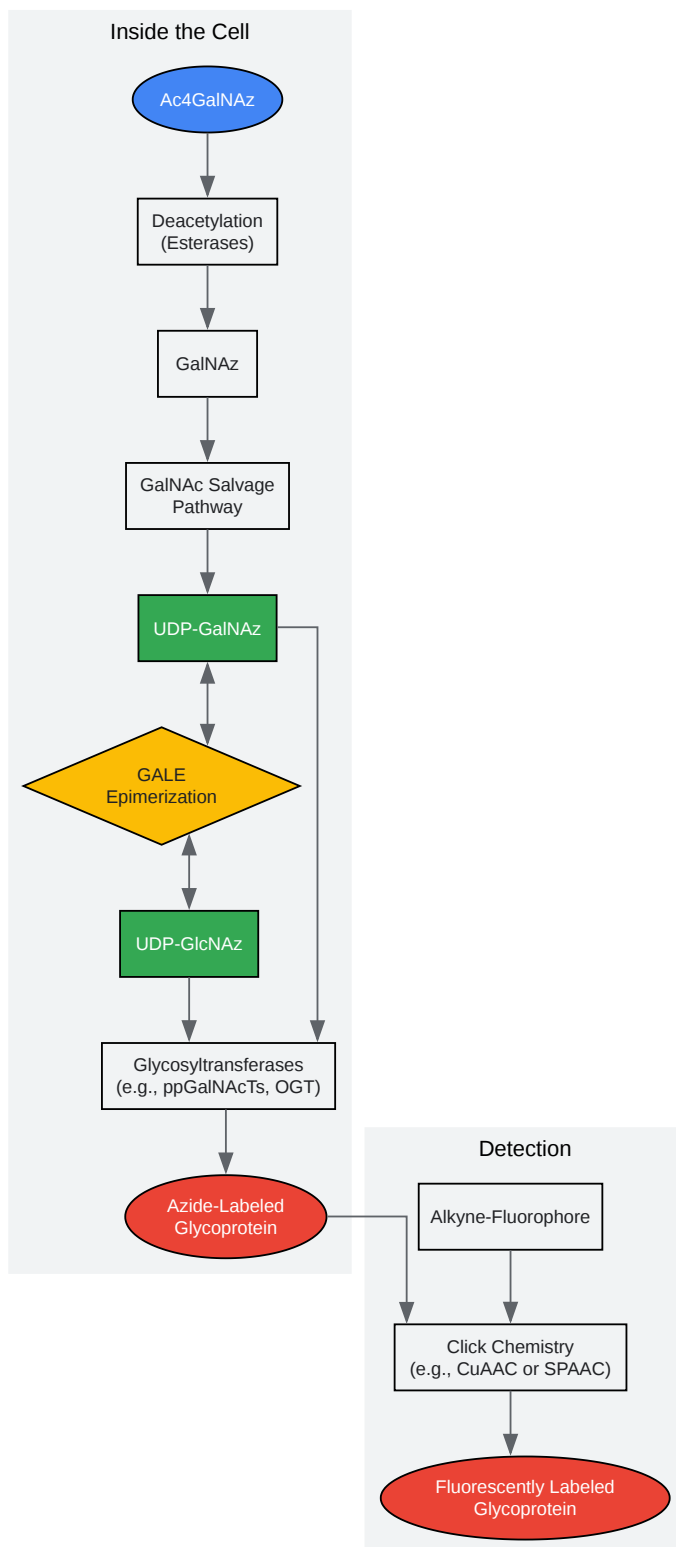 Inside the Cell
Ac4GalNAz
Deacetylation
(Esterases)
GalNAz
GalNAc Salvage
Pathway
UDP-GalNAz
GALE
Epimerization
UDP-GlcNAz
Glycosyltransferases
(e.g., ppGalNAcTs, OGT)
Azide-Labeled
Glycoprotein
Detection
Alkyne-Fluorophore
Click Chemistry
(e.g., CuAAC or SPAAC)
Fluorescently Labeled
Glycoprotein